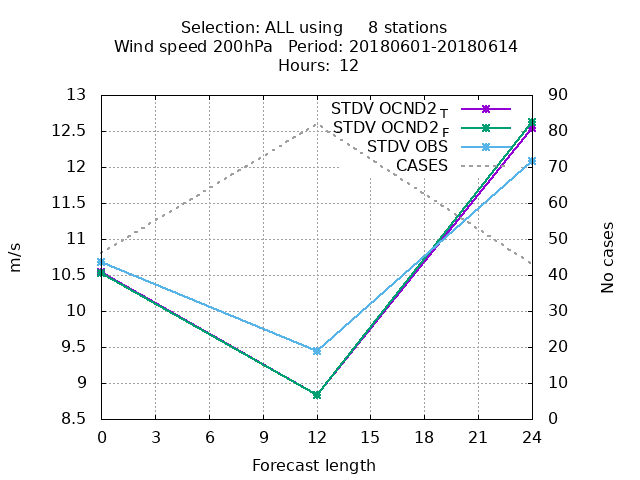 Selection: ALL using     8 stations
Wind speed 200hPa   Period: 20180601-20180614
Hours: 12
STDV OCND2 T
STDV OCND2 F
STDV OBS
CASES
13
12.5
12
11.5
11
10.5
10
9.5
9
8.5
m/s
90
80
70
60
50
40
30
20
10
0
No cases
0 3 6 9 12 15 18 21 24
Forecast length